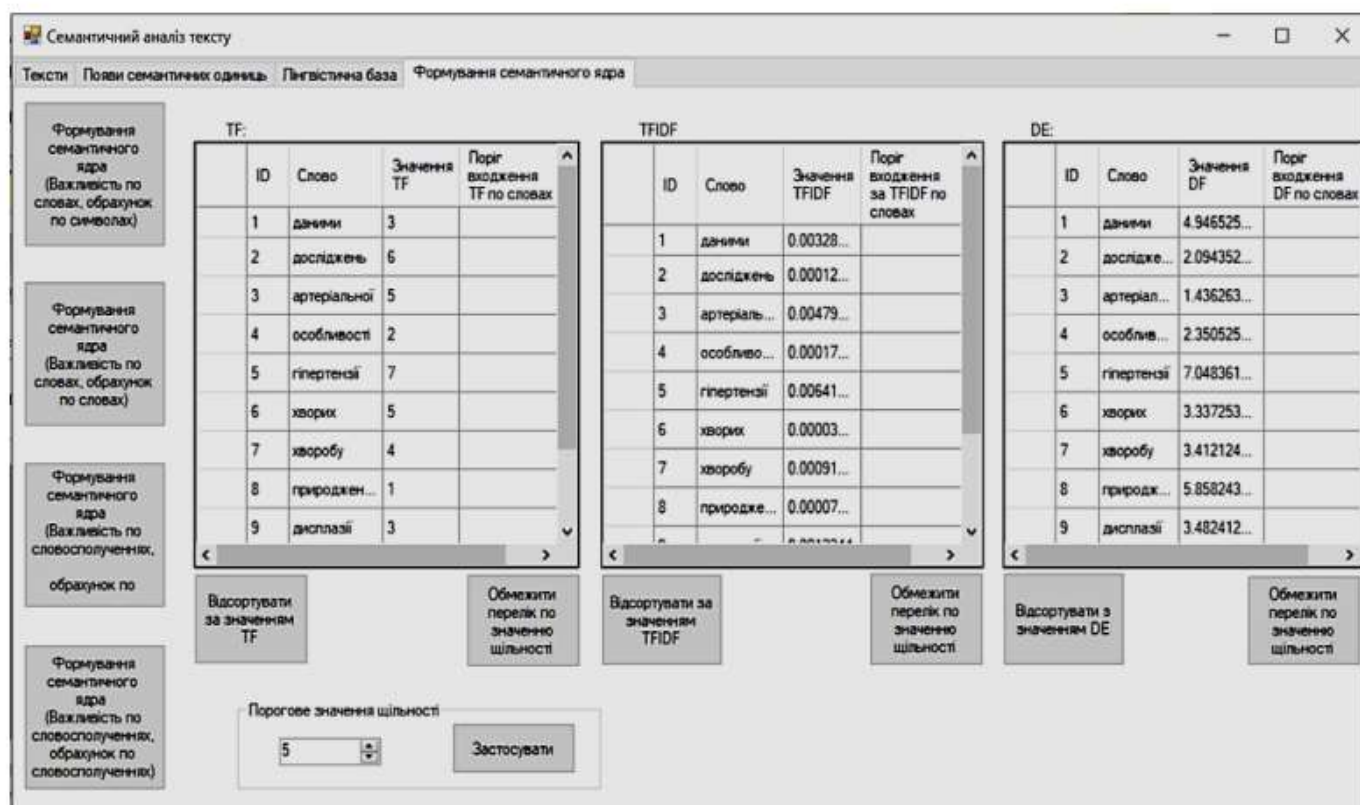 Семантичний аналіз тексту
Тексти Появи семантичних одиниць Лінгвістична база Формування семантичного ядра
Формування
семантичного
ядра
(Важливість по
словах, обрахунок
по символах)
Формування
семантичного
ядра
(Важливість по
словах, обрахунок
по словах)
Формування
семантичного
ядра
(Важливість по
словосполученнях,
обрахунок по
Формування
семантичного
ядра
(Важливість по
словосполученнях,
обрахунок по
словосполученнях)
TF:
ID Слово Значення TF Поріг входження TF по словах
1 даними 3
2 досліджень 6
3 артеріальної 5
4 особливості 2
5 гіпертензії 7
6 хворих 5
7 хворобу 4
8 природжен... 1
9 дисплазії 3
Відсортувати
за значенням
TF
Обмежити
перелік по
значенню
щільності
TFIDF
ID Слово Значення TFIDF Поріг входження за TFIDF по словах
1 даними 0.00328...
2 досліджень 0.00012...
3 артеріаль... 0.00479...
4 особливо... 0.00017...
5 гіпертензії 0.00641...
6 хворих 0.00003...
7 хворобу 0.00091...
8 природже... 0.00007...
Відсортувати за
значенням
TFIDF
Обмежити
перелік по
значенню
щільності
DE:
ID Слово Значення DF Поріг входження DF по словах
1 даними 4.946525...
2 дослідже... 2.094352...
3 артеріал... 1.436263...
4 особлив... 2.350525...
5 гіпертензії 7.048361...
6 хворих 3.337253...
7 хворобу 3.412124...
8 природж... 5.858243...
9 дисплазії 3.482412...
Відсортувати з
значенням DE
Обмежити
перелік по
значенню
щільності
Порогове значення щільності
5
Застосувати